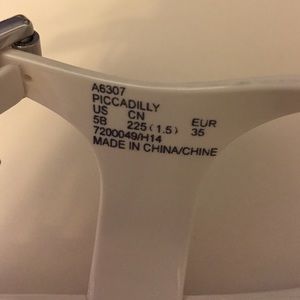 A6307
PICCADILLY
US CN EUR
5B 225(1.5) 35
7200049/H14
MADE IN CHINA/CHINE